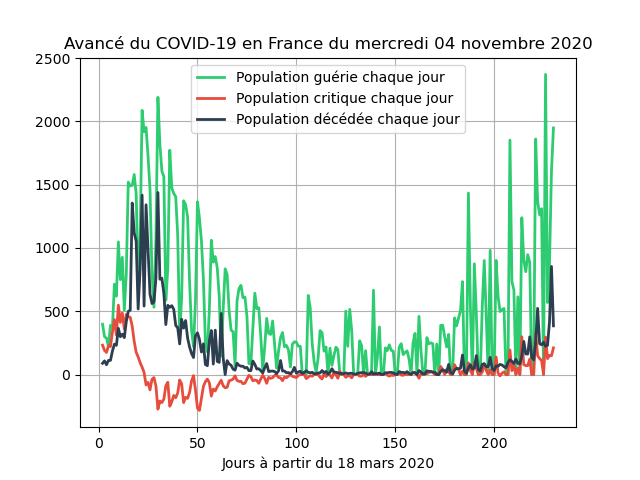 Avancé du COVID-19 en France du mercredi 04 novembre 2020
2500
Population guérie chaque jour
Population critique chaque jour
Population décédée chaque jour
2000
1500
1000
500
0
0 50 100 150 200
Jours à partir du 18 mars 2020